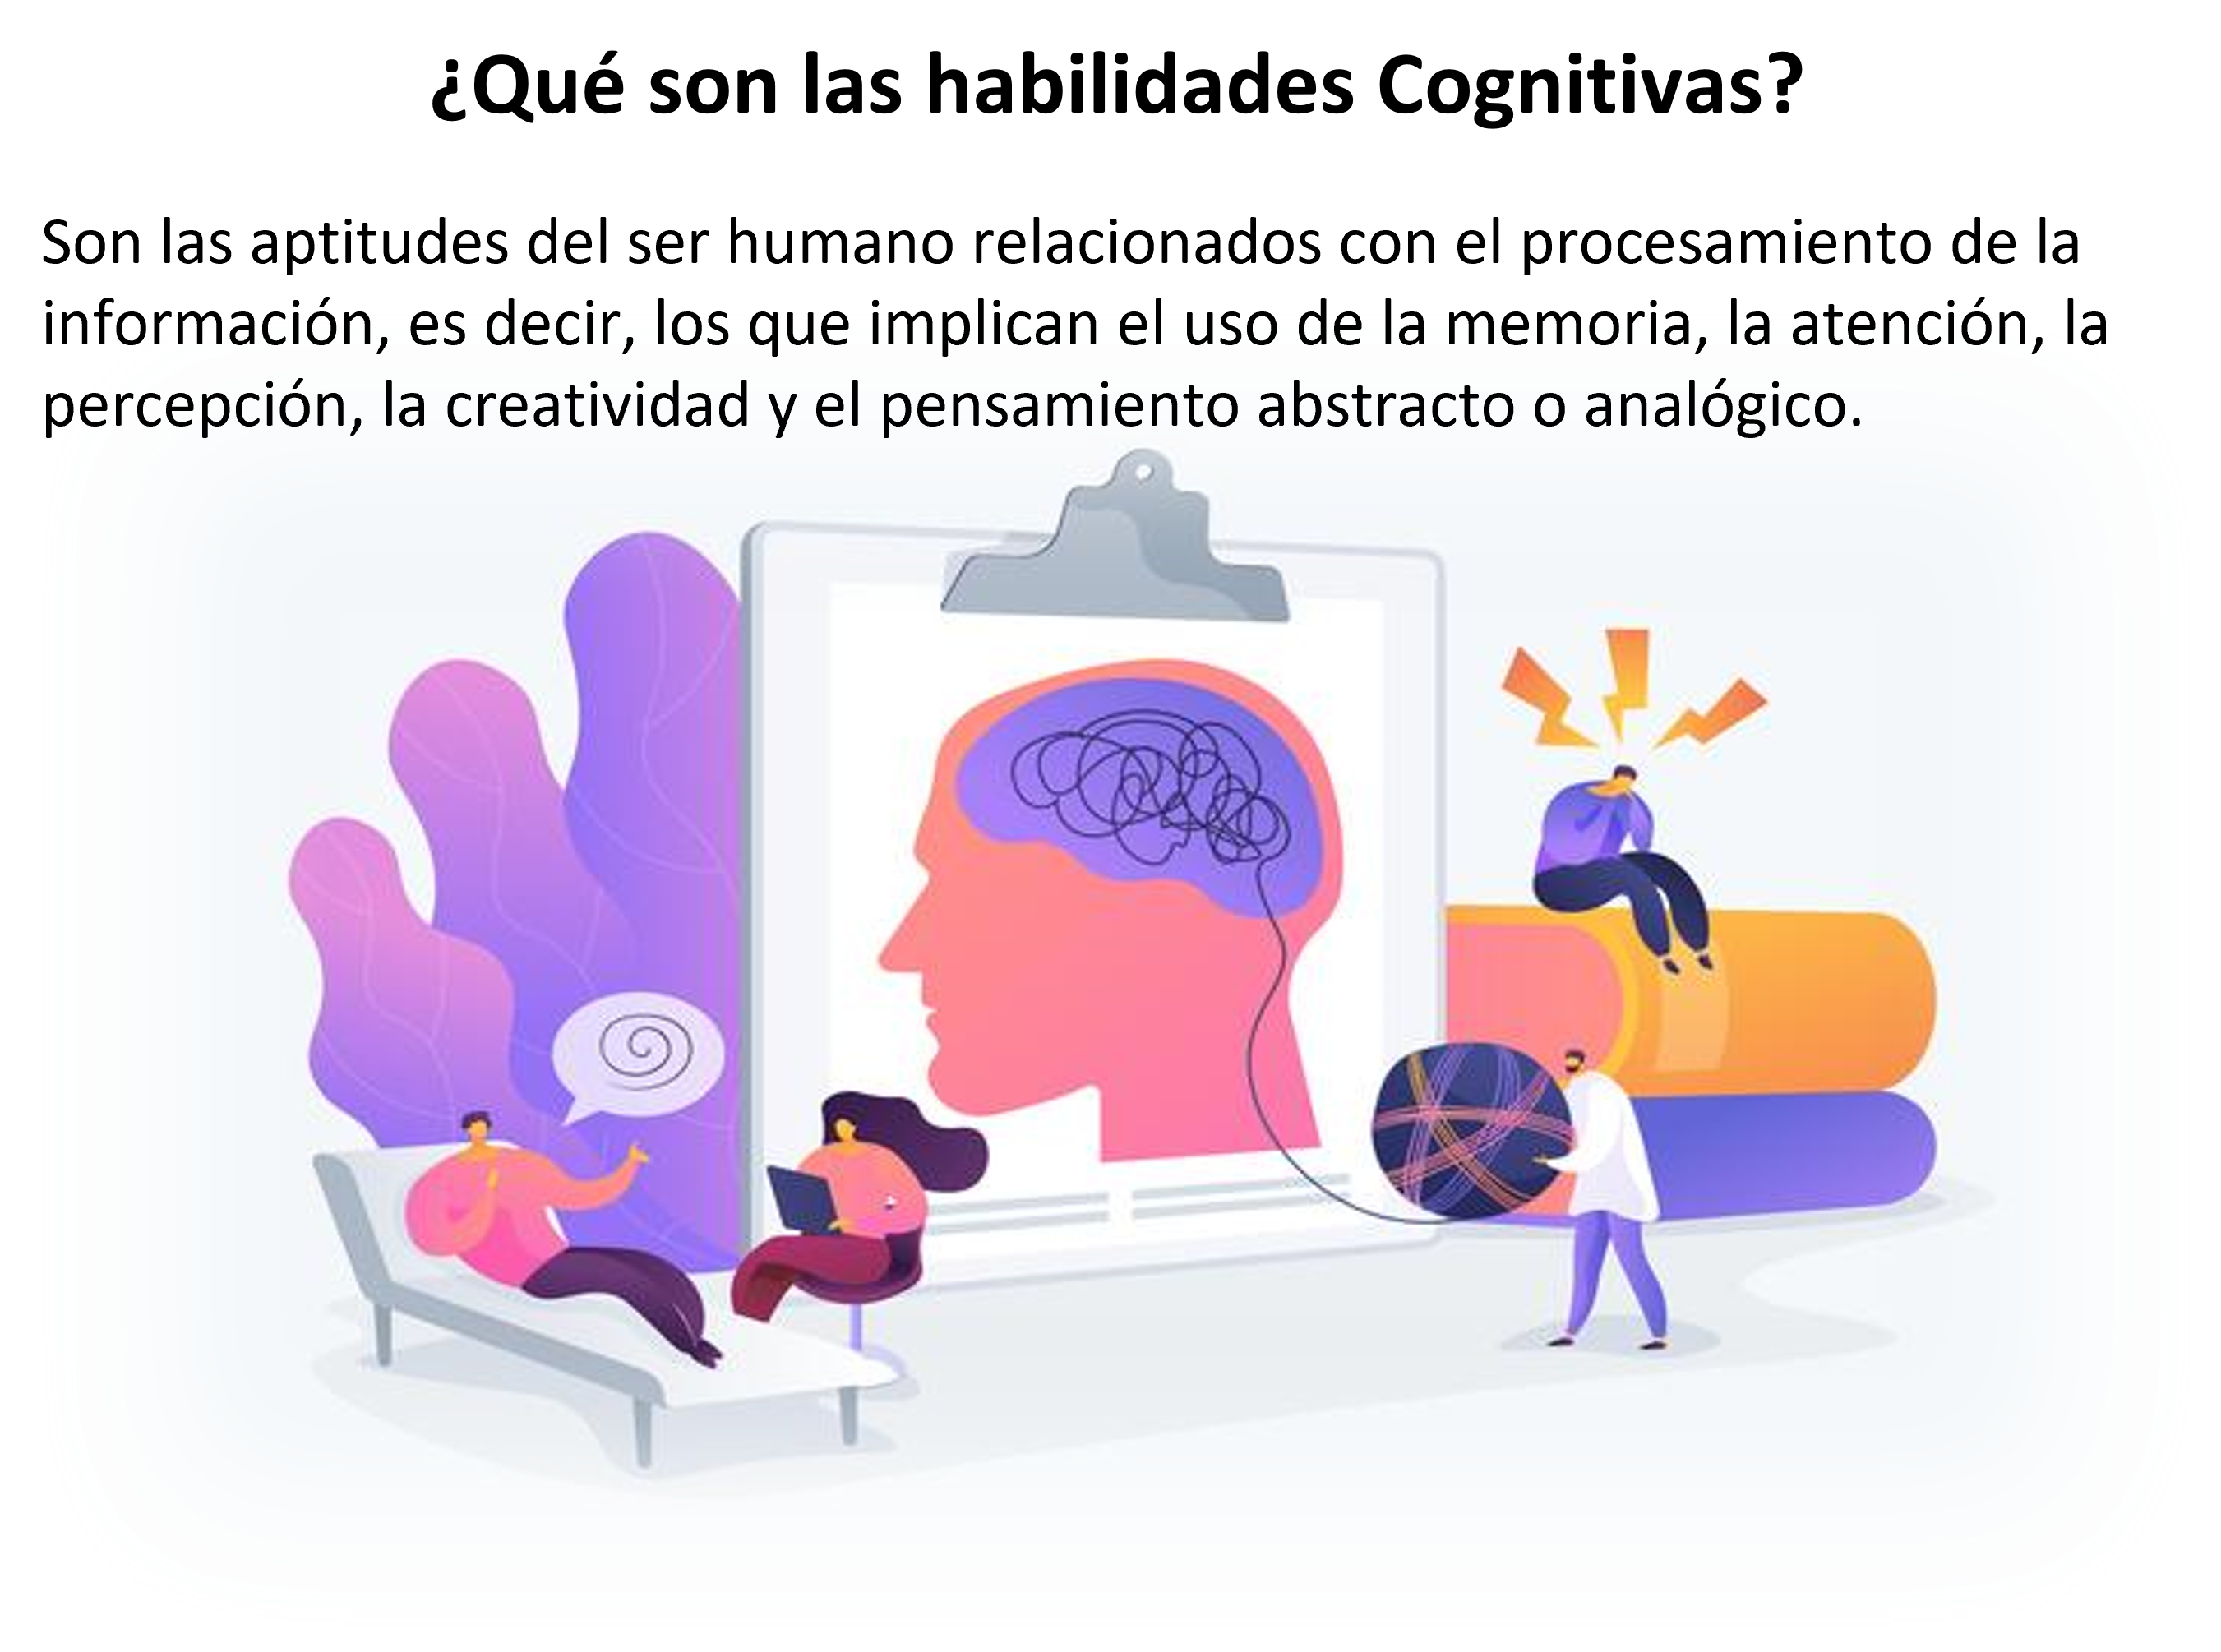 ¿Qué son las habilidades Cognitivas?
Son las aptitudes del ser humano relacionados con el procesamiento de la
información, es decir, los que implican el uso de la memoria, la atención, la
percepción, la creatividad y el pensamiento abstracto o analógico.